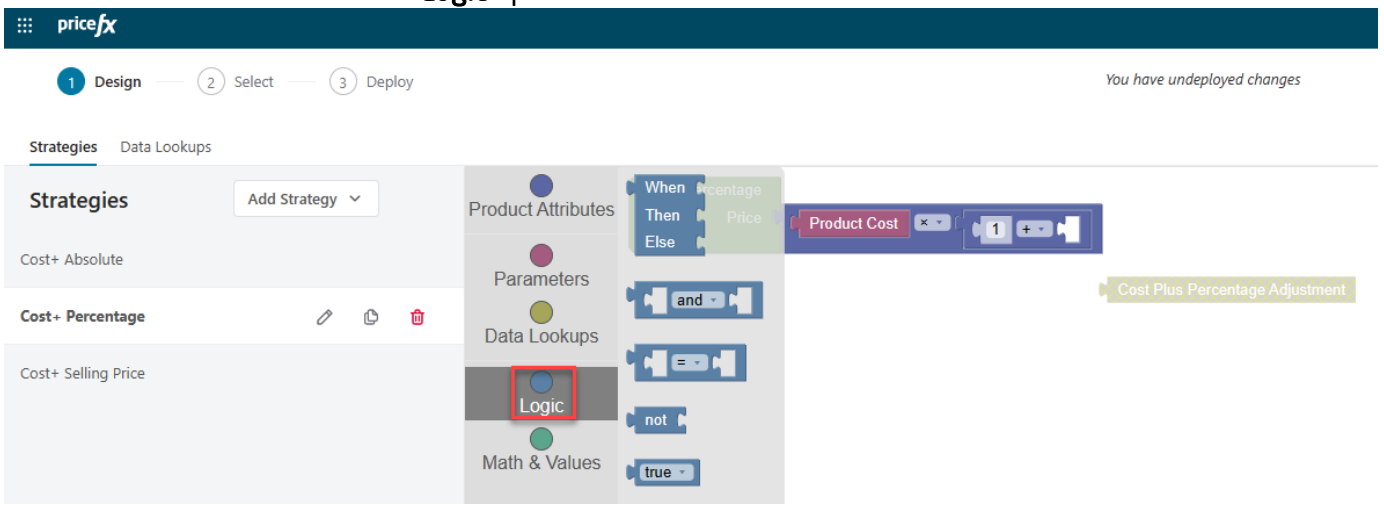 Logic
pricefx
1 Design 2 Select 3 Deploy
You have undeployed changes
Strategies Data Lookups
Strategies
Add Strategy
Cost+ Absolute
Cost+ Percentage
Cost+ Selling Price
Product Attributes
Parameters
Data Lookups
Logic
Math & Values
When
Then
Else
and
=
not
true
Price
Product Cost × 1 +
Cost Plus Percentage Adjustment